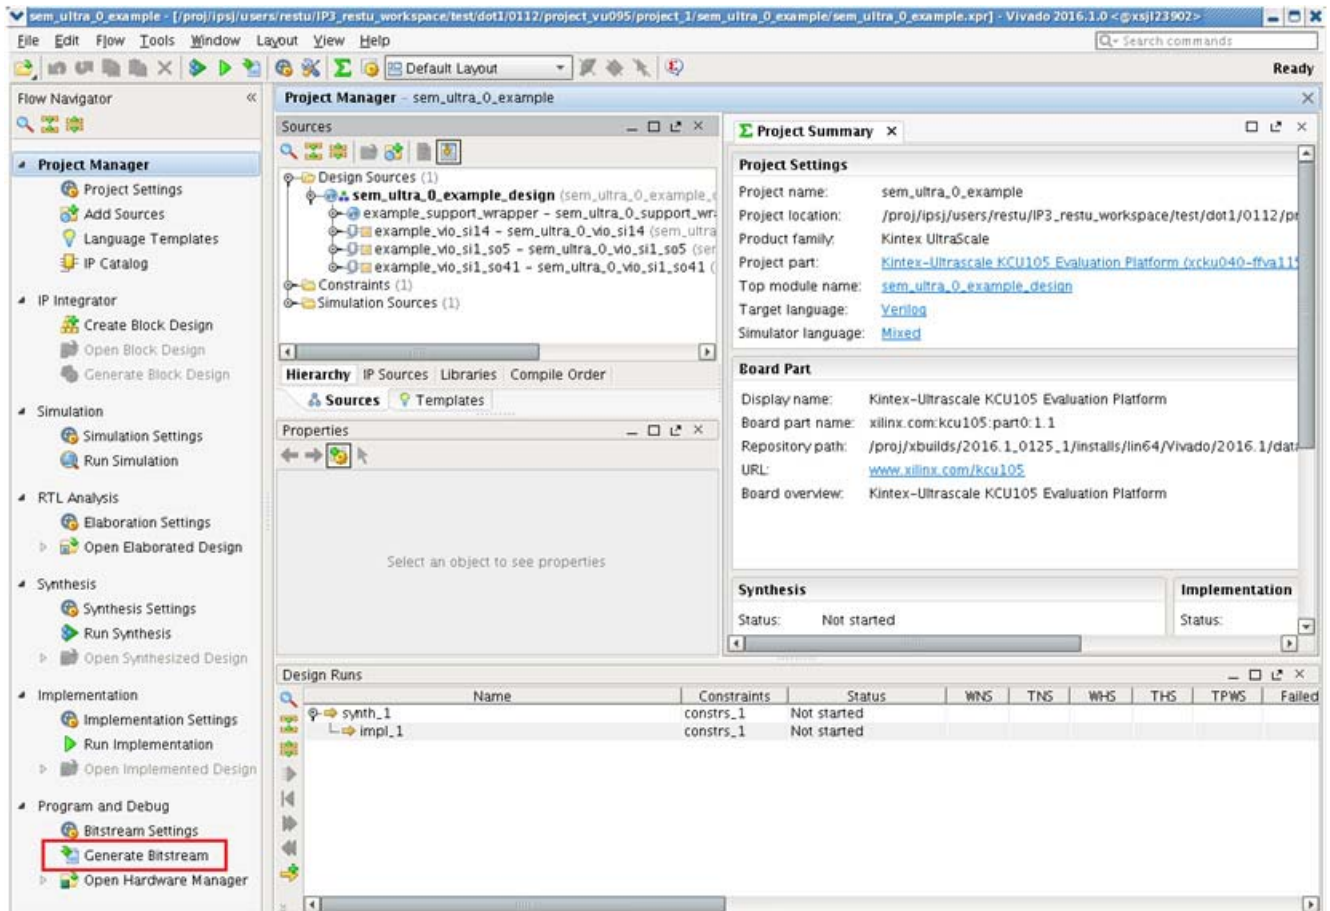 sem_ultra_0_example - [/proj/ipsj/users/restu/IP3_restu_workspace/test/dot1/0112/project_vu095/project_1/sem_ultra_0_example/sem_ultra_0_example.xpr] - Vivado 2016.1.0 <@xsjl23902>
File Edit Flow Tools Window Layout View Help
Search commands
Default Layout
Ready
Flow Navigator
Project Manager
Project Settings
Add Sources
Language Templates
IP Catalog
IP Integrator
Create Block Design
Open Block Design
Generate Block Design
Simulation
Simulation Settings
Run Simulation
RTL Analysis
Elaboration Settings
Open Elaborated Design
Synthesis
Synthesis Settings
Run Synthesis
Open Synthesized Design
Implementation
Implementation Settings
Run Implementation
Open Implemented Design
Program and Debug
Bitstream Settings
Generate Bitstream
Open Hardware Manager
Project Manager - sem_ultra_0_example
Sources
Design Sources (1)
sem_ultra_0_example_design (sem_ultra_0_example_
example_support_wrapper - sem_ultra_0_support_wr
example_vio_si14 - sem_ultra_0_vio_si14 (sem_ultra
example_vio_si1_so5 - sem_ultra_0_vio_si1_so5 (ser
example_vio_si1_so41 - sem_ultra_0_vio_si1_so41 (
Constraints (1)
Simulation Sources (1)
Hierarchy IP Sources Libraries Compile Order
Sources Templates
Properties
Select an object to see properties
Project Summary
Project Settings
Project name: sem_ultra_0_example
Project location: /proj/ipsj/users/restu/IP3_restu_workspace/test/dot1/0112/pr
Product family: Kintex UltraScale
Project part: Kintex-Ultrascale KCU105 Evaluation Platform (xcku040-ffva115
Top module name: sem_ultra_0_example_design
Target language: Verilog
Simulator language: Mixed
Board Part
Display name: Kintex-Ultrascale KCU105 Evaluation Platform
Board part name: xilinx.com:kcu105:part0:1.1
Repository path: /proj/xbuilds/2016.1_0125_1/installs/lin64/Vivado/2016.1/data
URL: www.xilinx.com/kcu105
Board overview: Kintex-Ultrascale KCU105 Evaluation Platform
Synthesis Implementation
Status: Not started Status:
Design Runs
Name Constraints Status WNS TNS WHS THS TPWS Failed
synth_1 constrs_1 Not started
impl_1 constrs_1 Not started